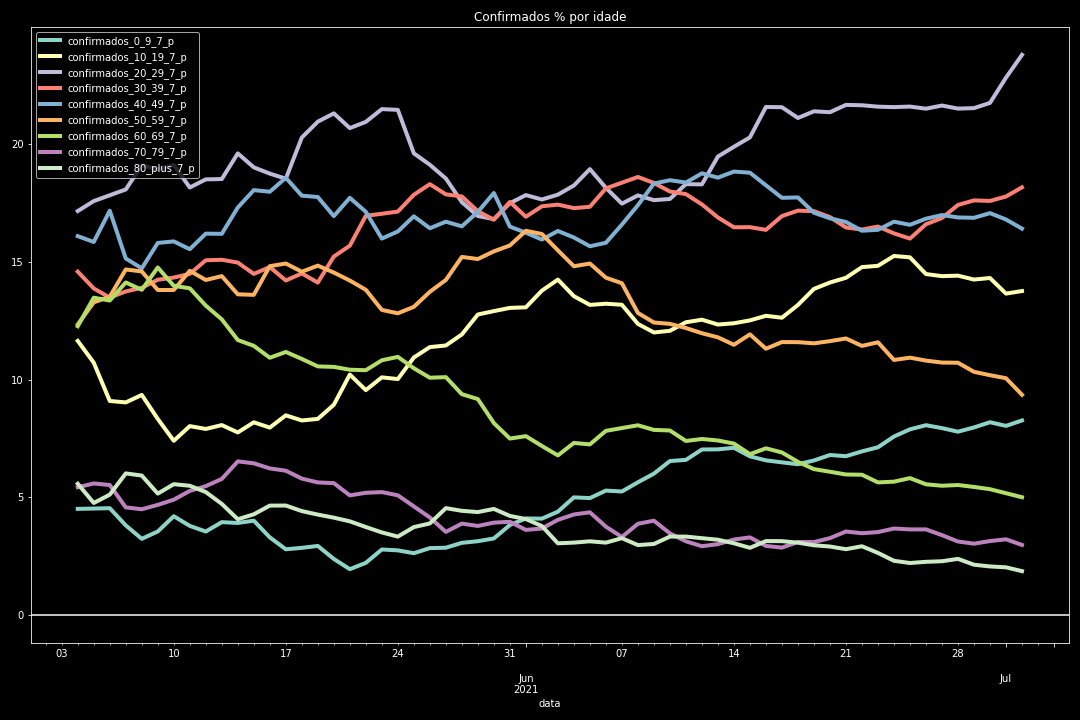 Confirmados % por idade
confirmados_0_9_7_p
confirmados_10_19_7_p
confirmados_20_29_7_p
confirmados_30_39_7_p
confirmados_40_49_7_p
confirmados_50_59_7_p
confirmados_60_69_7_p
confirmados_70_79_7_p
confirmados_80_plus_7_p
20
15
10
5
0
03 10 17 24 31 07 14 21 28
Jun Jul
2021
data